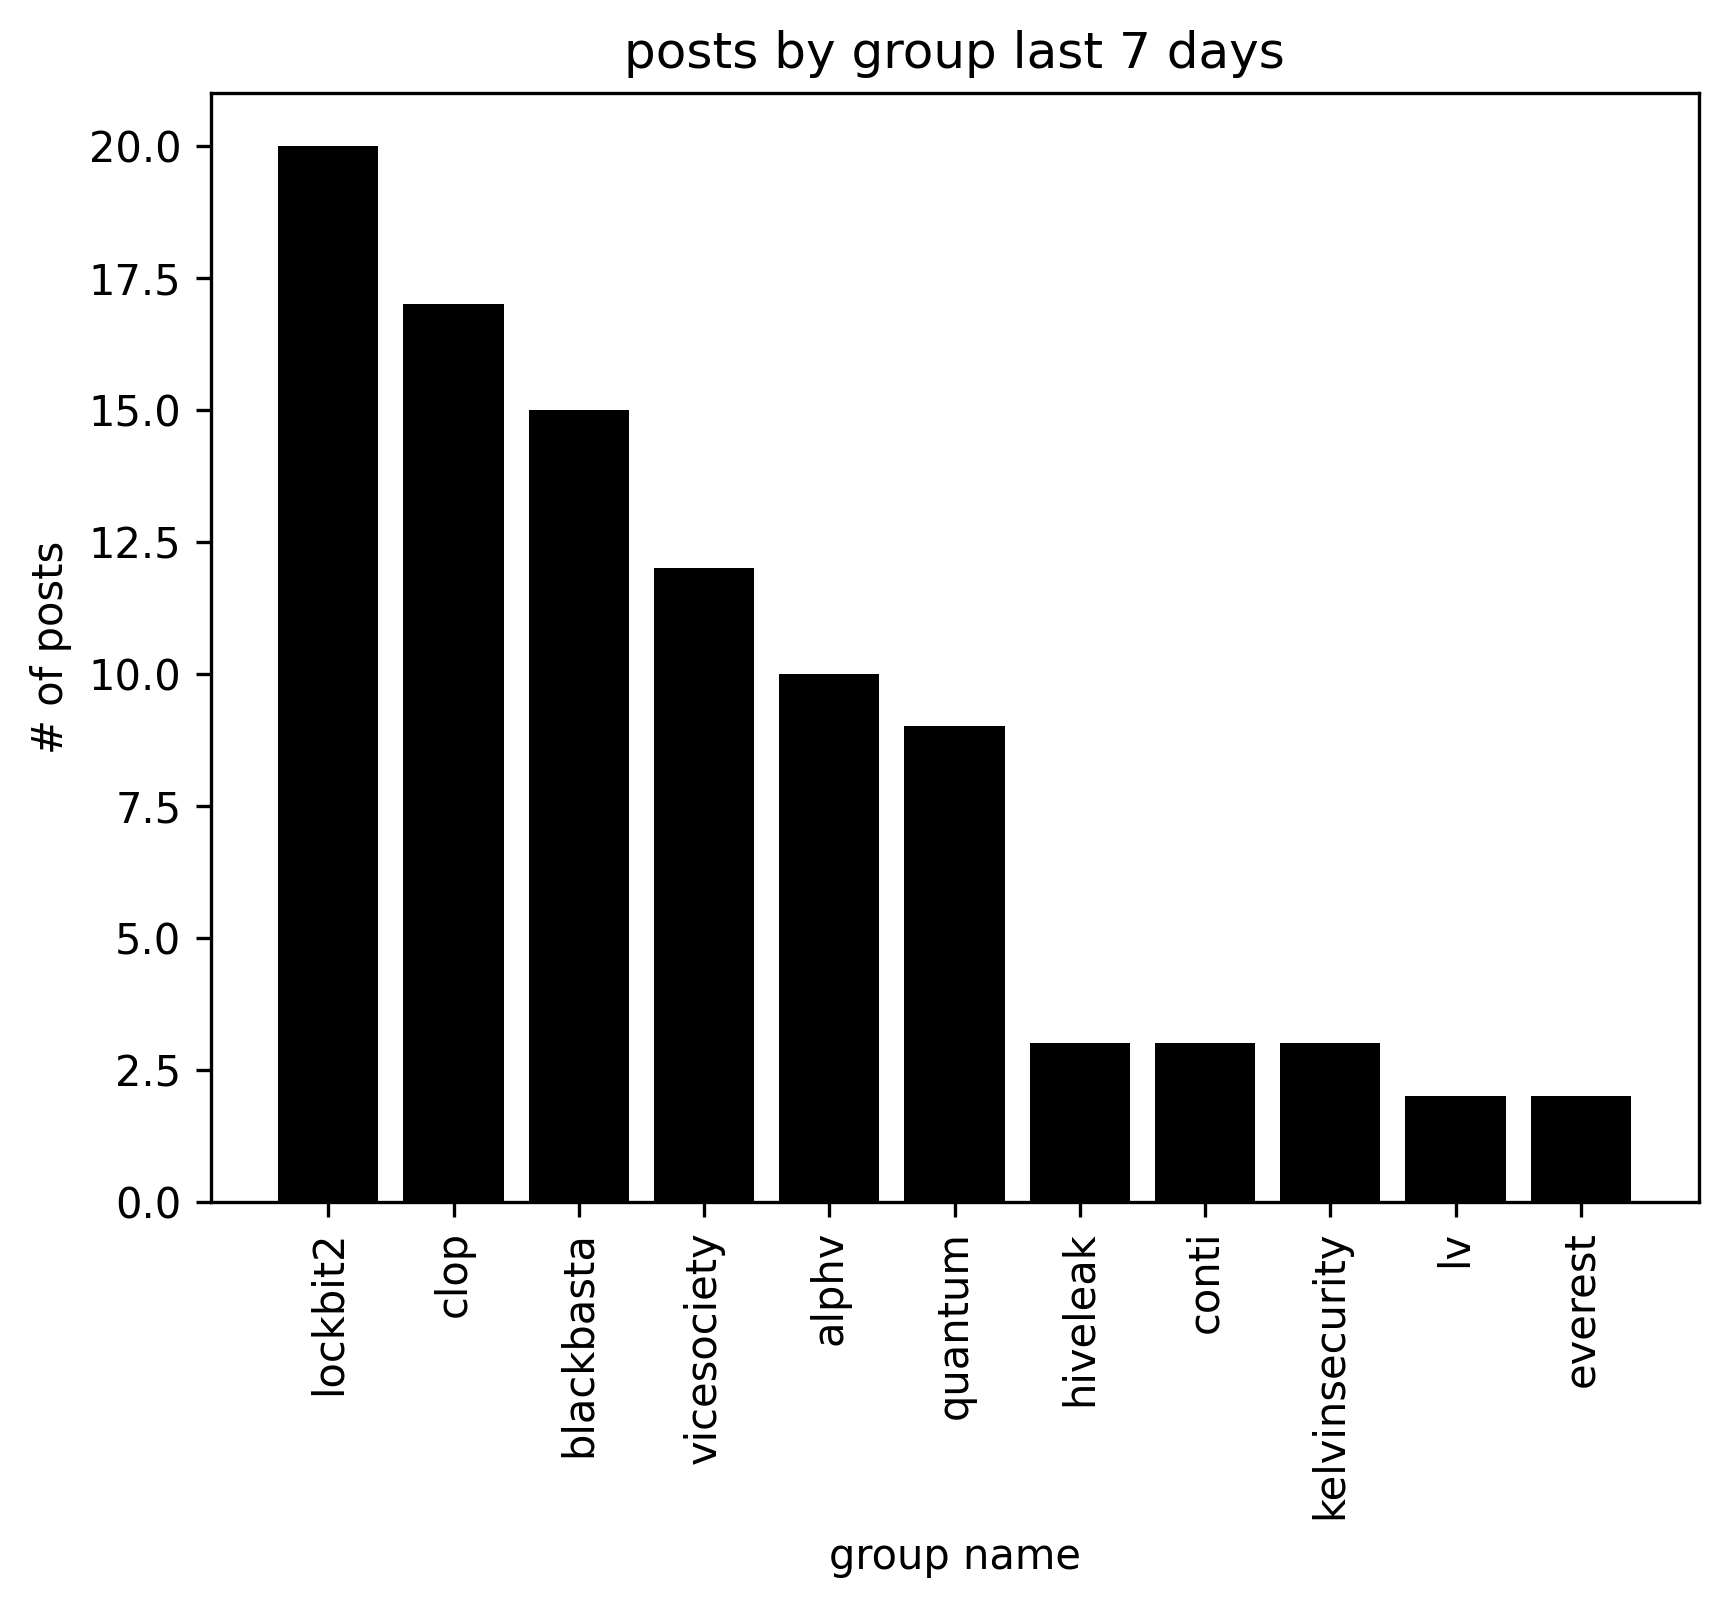 posts by group last 7 days
20.0
17.5
15.0
12.5
10.0
7.5
5.0
2.5
0.0
# of posts
lockbit2
clop
blackbasta
vicesociety
alphv
quantum
hiveleak
conti
kelvinsecurity
lv
everest
group name